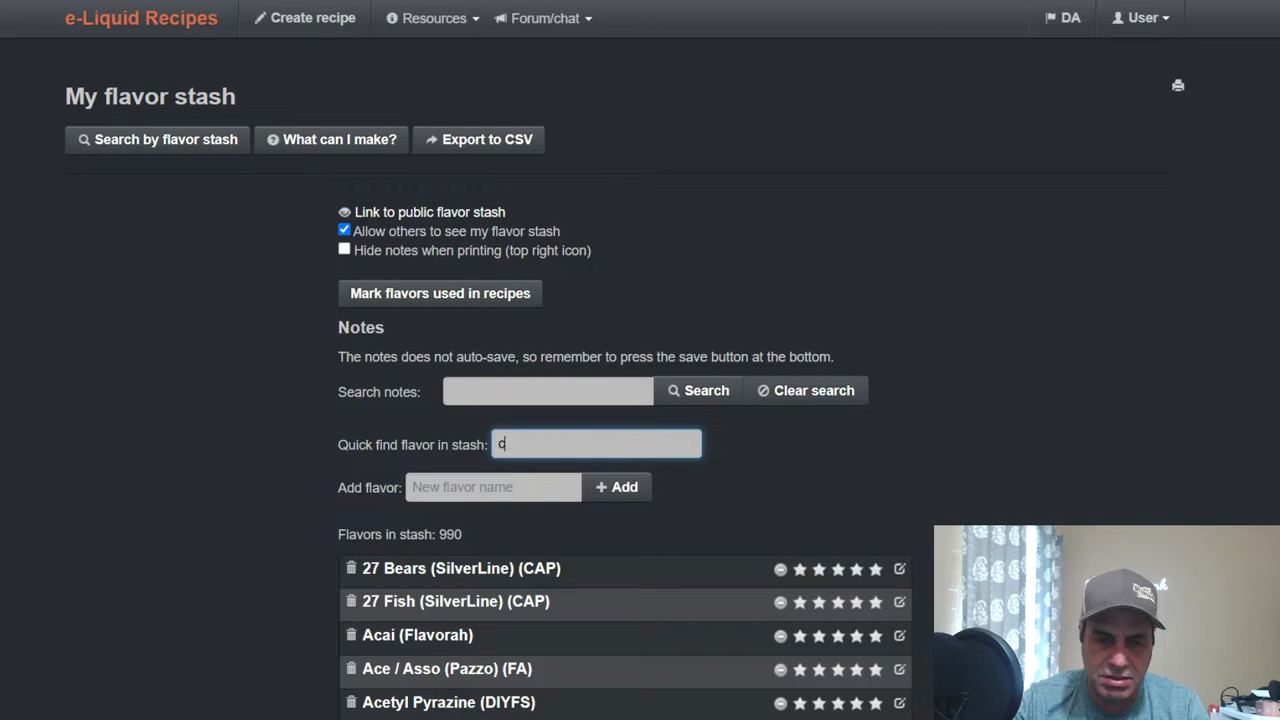 e-Liquid Recipes Create recipe Resources Forum/chat DA User
My flavor stash
Search by flavor stash What can I make? Export to CSV
Link to public flavor stash
Allow others to see my flavor stash
Hide notes when printing (top right icon)
Mark flavors used in recipes
Notes
The notes does not auto-save, so remember to press the save button at the bottom.
Search notes: Search Clear search
Quick find flavor in stash: c
Add flavor: New flavor name + Add
Flavors in stash: 990
27 Bears (SilverLine) (CAP)
27 Fish (SilverLine) (CAP)
Acai (Flavorah)
Ace / Asso (Pazzo) (FA)
Acetyl Pyrazine (DIYFS)